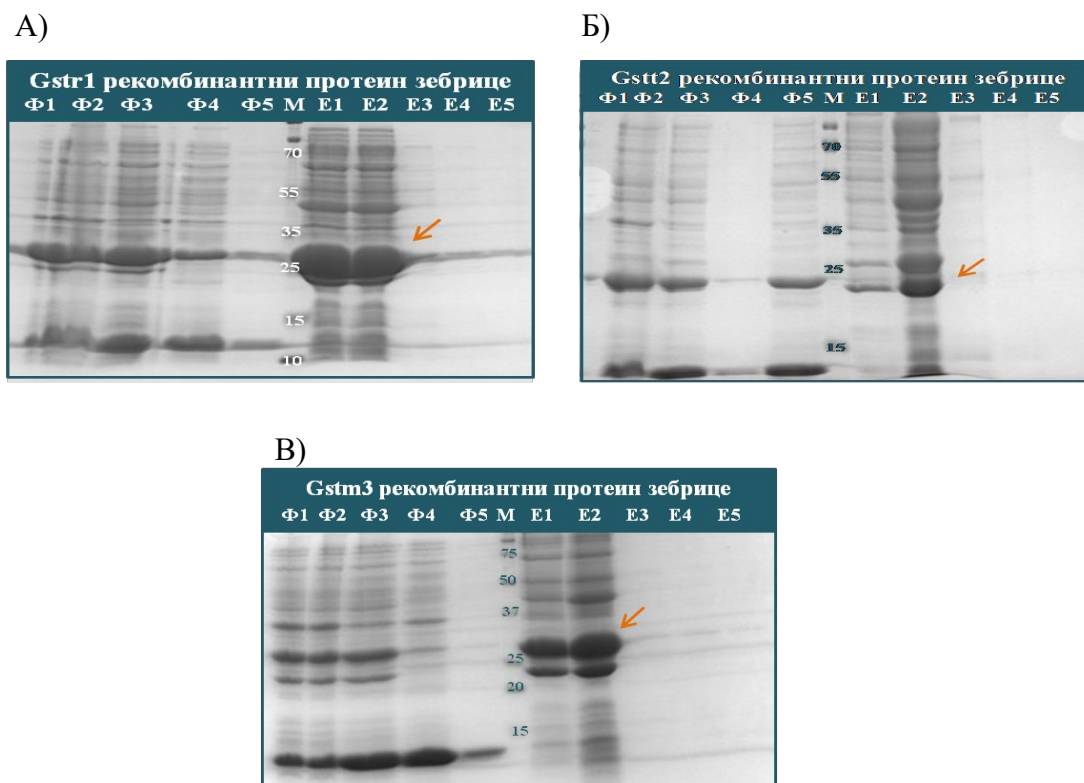 А)
Gstr1 рекомбинантни протеин зебрице
Ф1 Ф2 Ф3 Ф4 Ф5 М Е1 Е2 Е3 Е4 Е5
70
55
35
25
15
10
Б)
Gstt2 рекомбинантни протеин зебрице
Ф1 Ф2 Ф3 Ф4 Ф5 М Е1 Е2 Е3 Е4 Е5
70
55
35
25
15
В)
Gstm3 рекомбинантни протеин зебрице
Ф1 Ф2 Ф3 Ф4 Ф5 М Е1 Е2 Е3 Е4 Е5
75
50
37
25
20
15